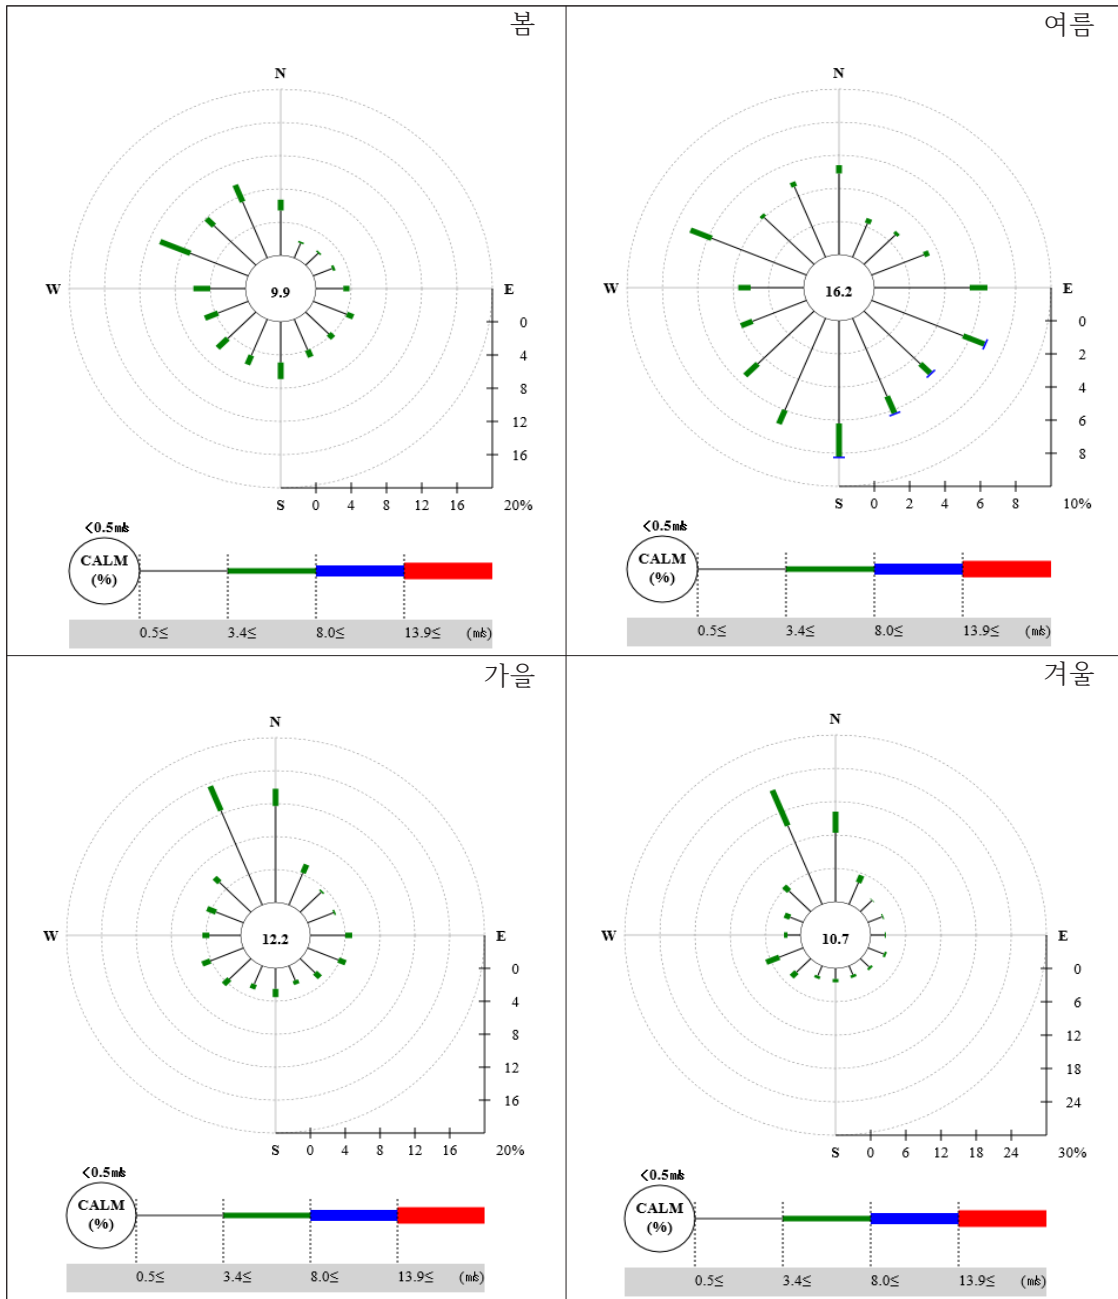 봄
N
W
9.9
E
0
4
8
12
16
S 0 4 8 12 16 20%
<0.5㎧
CALM
(%)
0.5≤ 3.4≤ 8.0≤ 13.9≤ (㎧)
여름
N
W
16.2
E
0
2
4
6
8
S 0 2 4 6 8 10%
<0.5㎧
CALM
(%)
0.5≤ 3.4≤ 8.0≤ 13.9≤ (㎧)
가을
N
W
12.2
E
0
4
8
12
16
S 0 4 8 12 16 20%
<0.5㎧
CALM
(%)
0.5≤ 3.4≤ 8.0≤ 13.9≤ (㎧)
겨울
N
W
10.7
E
0
6
12
18
24
S 0 6 12 18 24 30%
<0.5㎧
CALM
(%)
0.5≤ 3.4≤ 8.0≤ 13.9≤ (㎧)